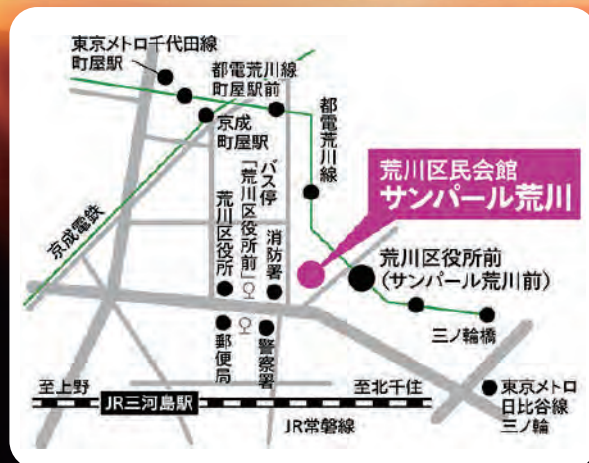 東京メトロ千代田線
町屋駅
都電荒川線
町屋駅前
京成
町屋駅
都電荒川線
荒川区民会館
サンパール荒川
京成電鉄
荒川区役所
バス停
「荒川区役所前」
消防署
荒川区役所前
(サンパール荒川前)
三ノ輪橋
郵便局
警察署
至上野
JR三河島駅
至北千住
JR常磐線
東京メトロ
日比谷線
三ノ輪